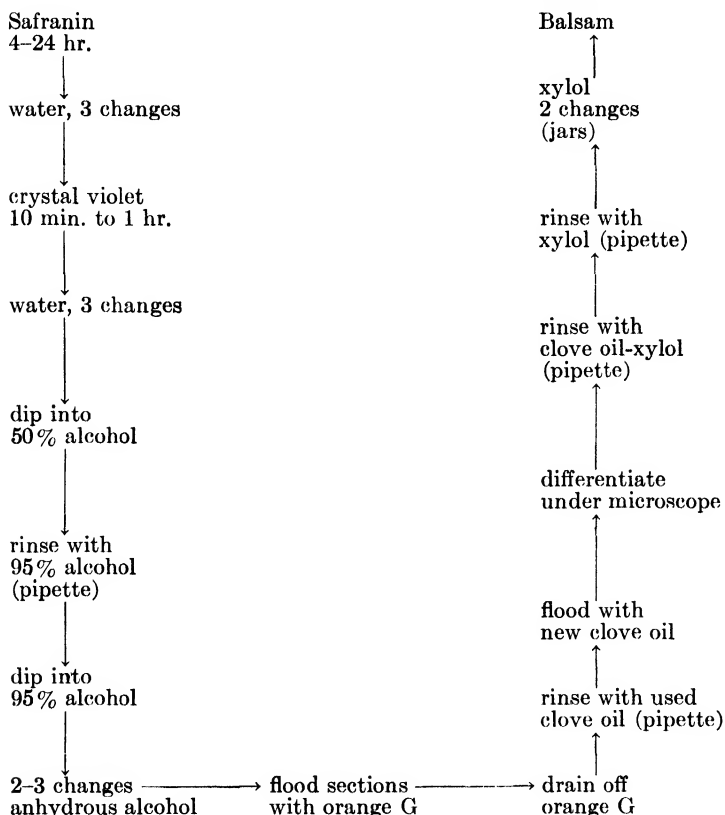 Safranin
4–24 hr.
water, 3 changes
crystal violet
10 min. to 1 hr.
water, 3 changes
dip into
50% alcohol
rinse with
95% alcohol
(pipette)
dip into
95% alcohol
2–3 changes
anhydrous alcohol
flood sections
with orange G
drain off
orange G
rinse with used
clove oil (pipette)
flood with
new clove oil
differentiate
under microscope
rinse with
clove oil-xylol
(pipette)
rinse with
xylol (pipette)
xylol
2 changes
(jars)
Balsam